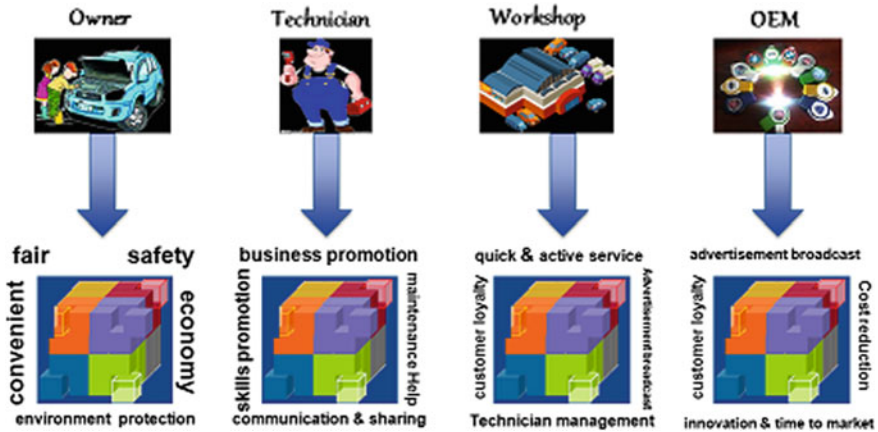 Owner
Technician
Workshop
OEM
fair safety
convenient
economy
environment protection
business promotion
skills promotion
maintenance Help
communication & sharing
quick & active service
customer loyalty
Advertisement broadcast
Technician management
advertisement broadcast
customer loyalty
Cost reduction
innovation & time to market